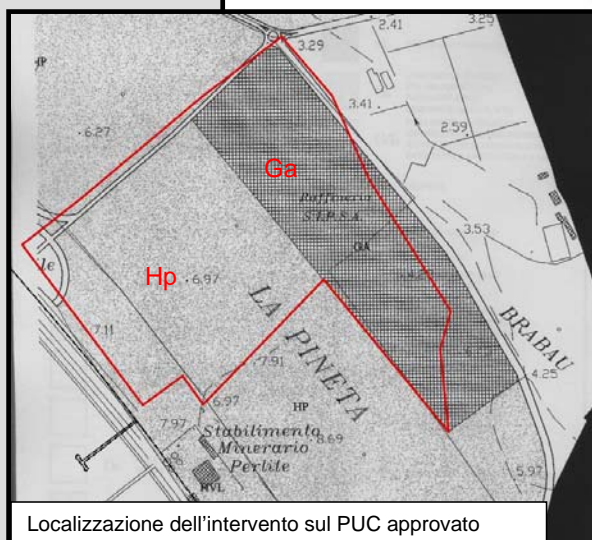 HP
3.29
2.41
3.25
3.41
2.59
6.27
Ga
Raffineria
S.I.P.S.A.
GA
3.53
le
Hp
6.97
LA PINETA
BRABAU
7.11
7.91
4.25
6.97
HP
7.97
Stabilimento
8.69
Minerario
Perlite
HVL
5.97
Localizzazione dell'intervento sul PUC approvato